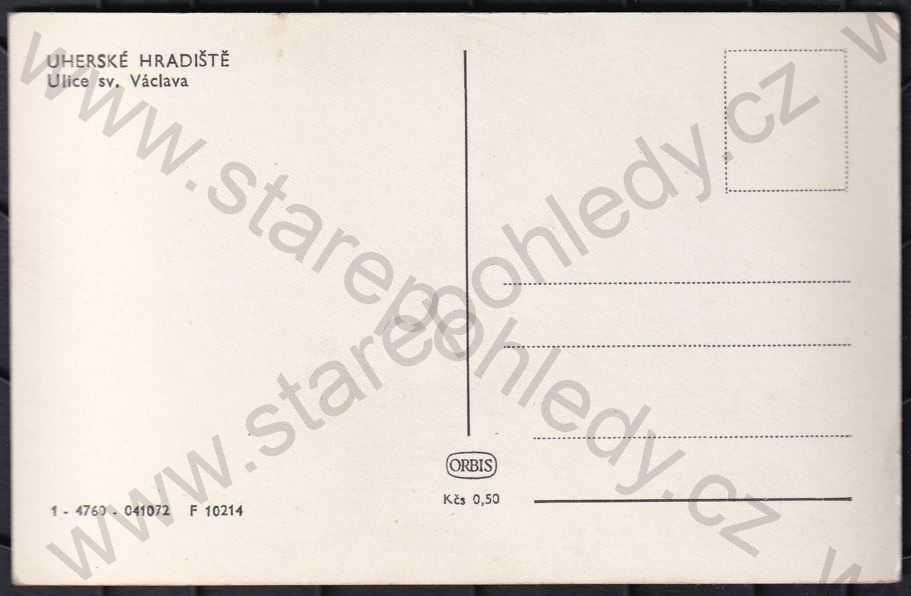 UHERSKÉ HRADIŠTĚ
Ulice sv. Václava
ORBIS
Kčs 0,50
1 - 4760 - 041072 F 10214
www.starepohledy.cz
www.starepohledy.cz